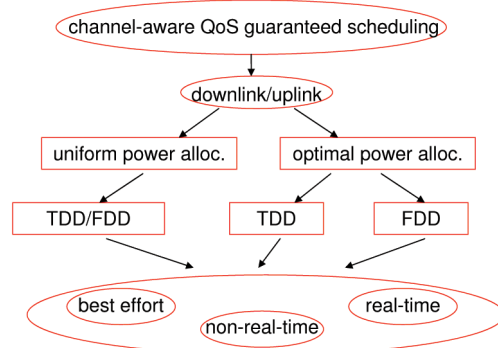 channel-aware QoS guaranteed scheduling
downlink/uplink
uniform power alloc.
optimal power alloc.
TDD/FDD
TDD
FDD
best effort
real-time
non-real-time